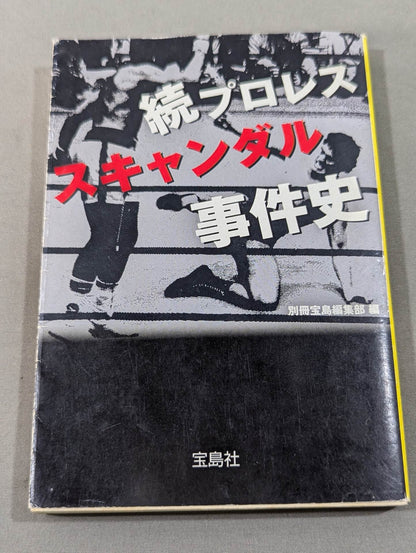 続プロレス
スキャンダル
事件史
別冊宝島編集部 編
宝島社